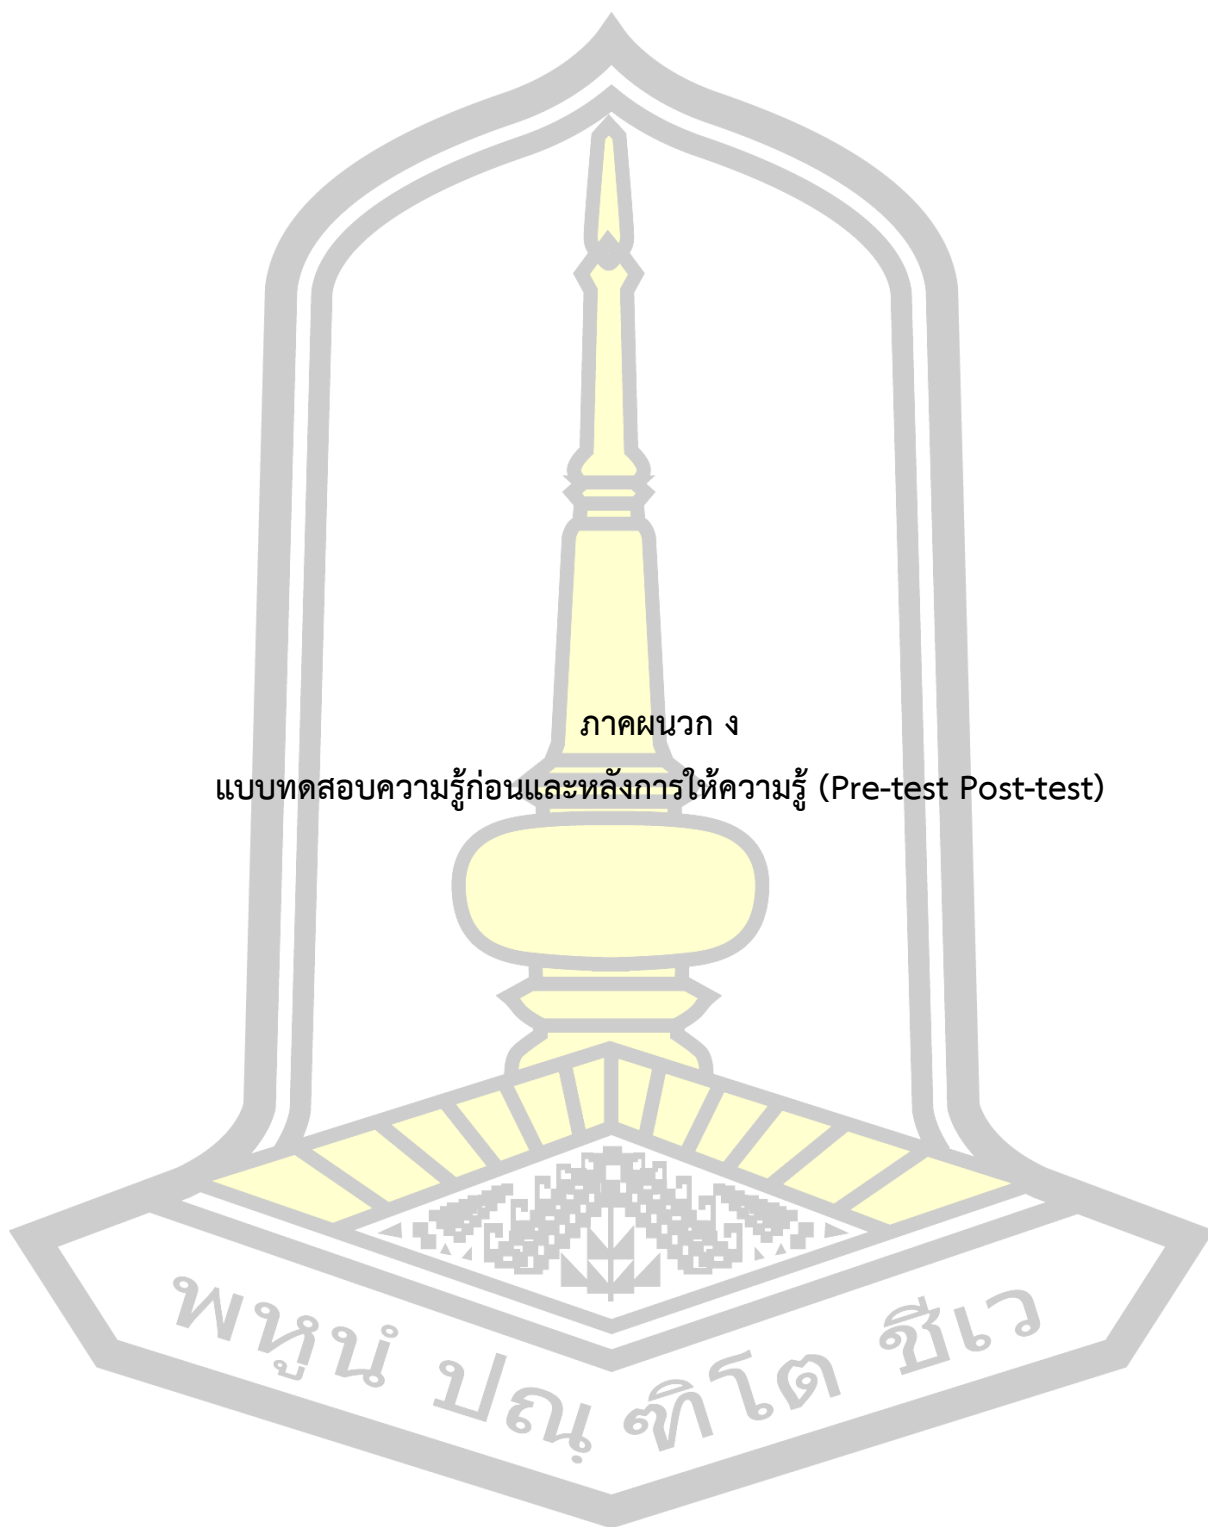 ภาคผนวก ง
แบบทดสอบความรู้ก่อนและหลังการให้ความรู้ (Pre-test Post-test)
พหูนํ ปณฺฑิโต ชีเว